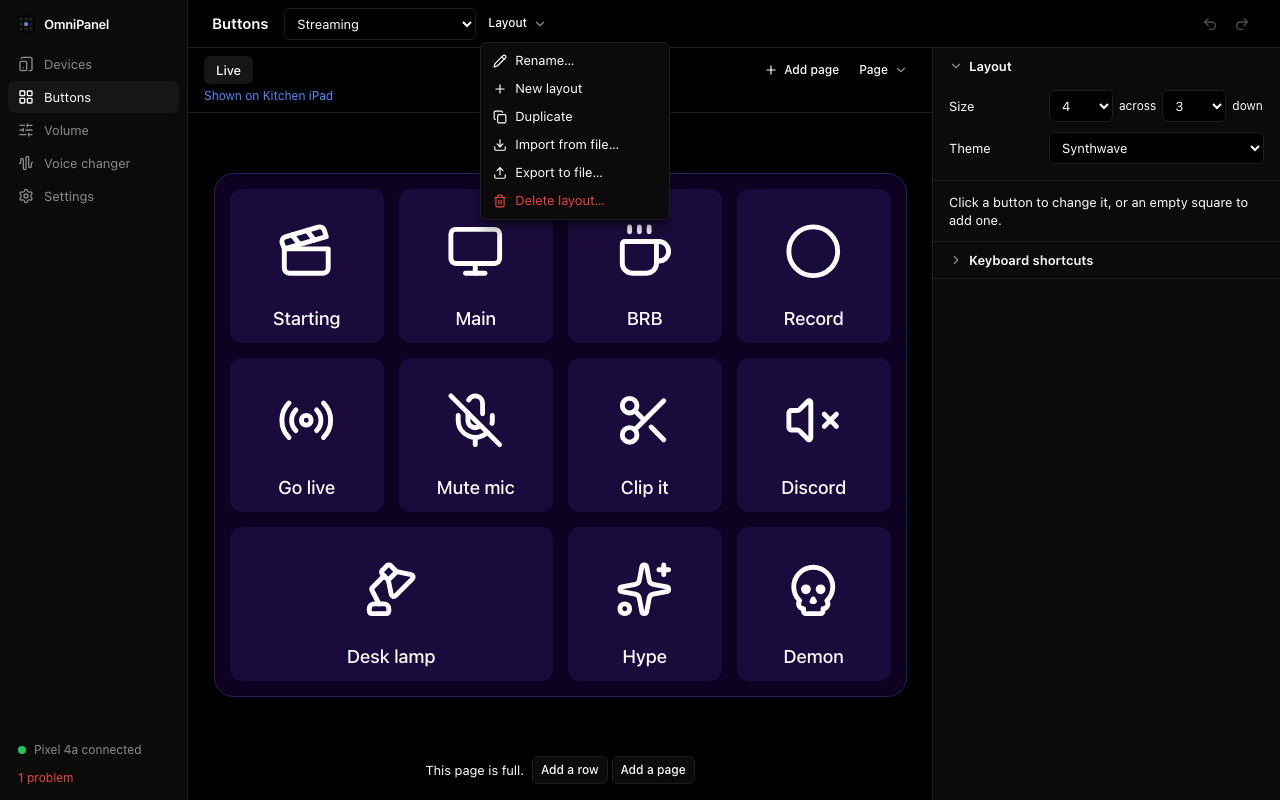 OmniPanel
Devices
Buttons
Volume
Voice changer
Settings
Pixel 4a connected
1 problem
Buttons
Streaming
Layout
Rename...
New layout
Duplicate
Import from file...
Export to file...
Delete layout...
Live
Shown on Kitchen iPad
Add page
Page
Starting
Main
BRB
Record
Go live
Mute mic
Clip it
Discord
Desk lamp
Hype
Demon
This page is full.
Add a row
Add a page
Layout
Size
4
across
3
down
Theme
Synthwave
Click a button to change it, or an empty square to
add one.
Keyboard shortcuts